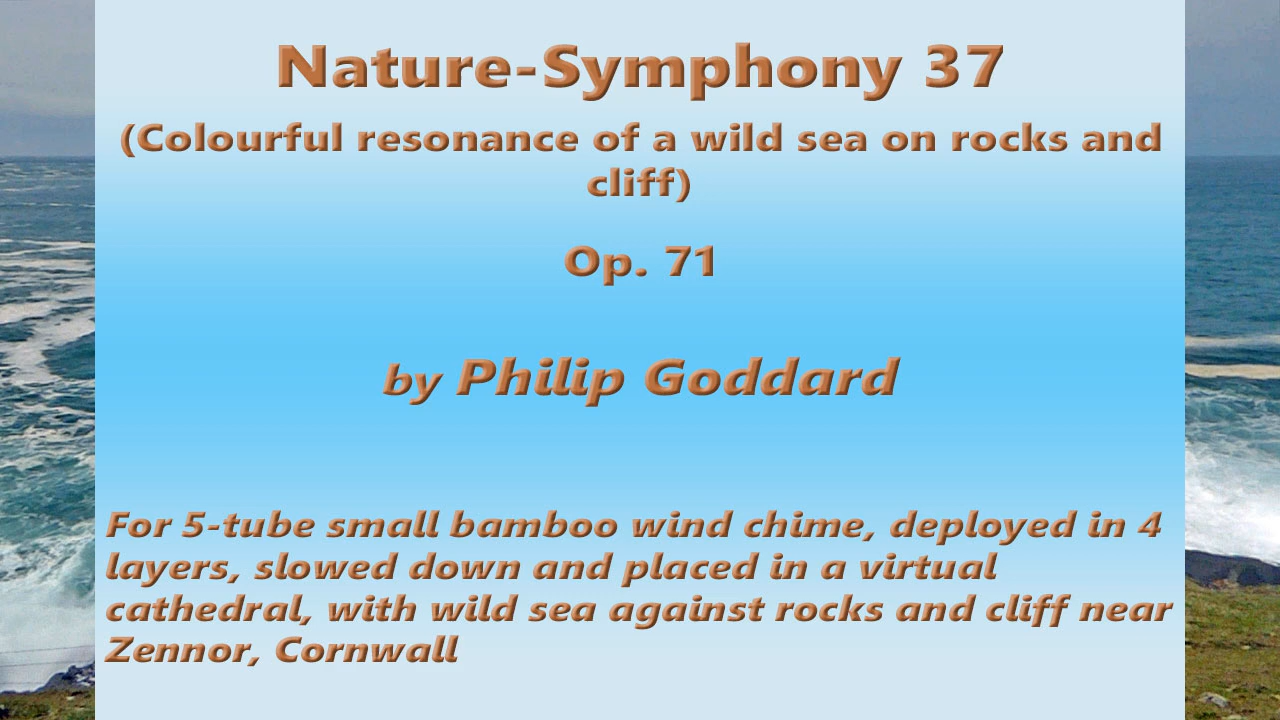 Nature-Symphony 37
(Colourful resonance of a wild sea on rocks and
cliff)
Op. 71
by Philip Goddard
For 5-tube small bamboo wind chime, deployed in 4
layers, slowed down and placed in a virtual
cathedral, with wild sea against rocks and cliff near
Zennor, Cornwall